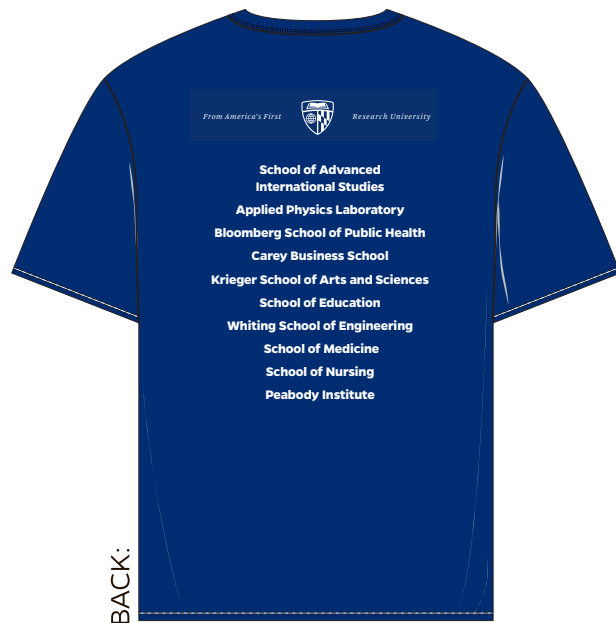 From America's First Research University
School of Advanced
International Studies
Applied Physics Laboratory
Bloomberg School of Public Health
Carey Business School
Krieger School of Arts and Sciences
School of Education
Whiting School of Engineering
School of Medicine
School of Nursing
Peabody Institute
BACK: